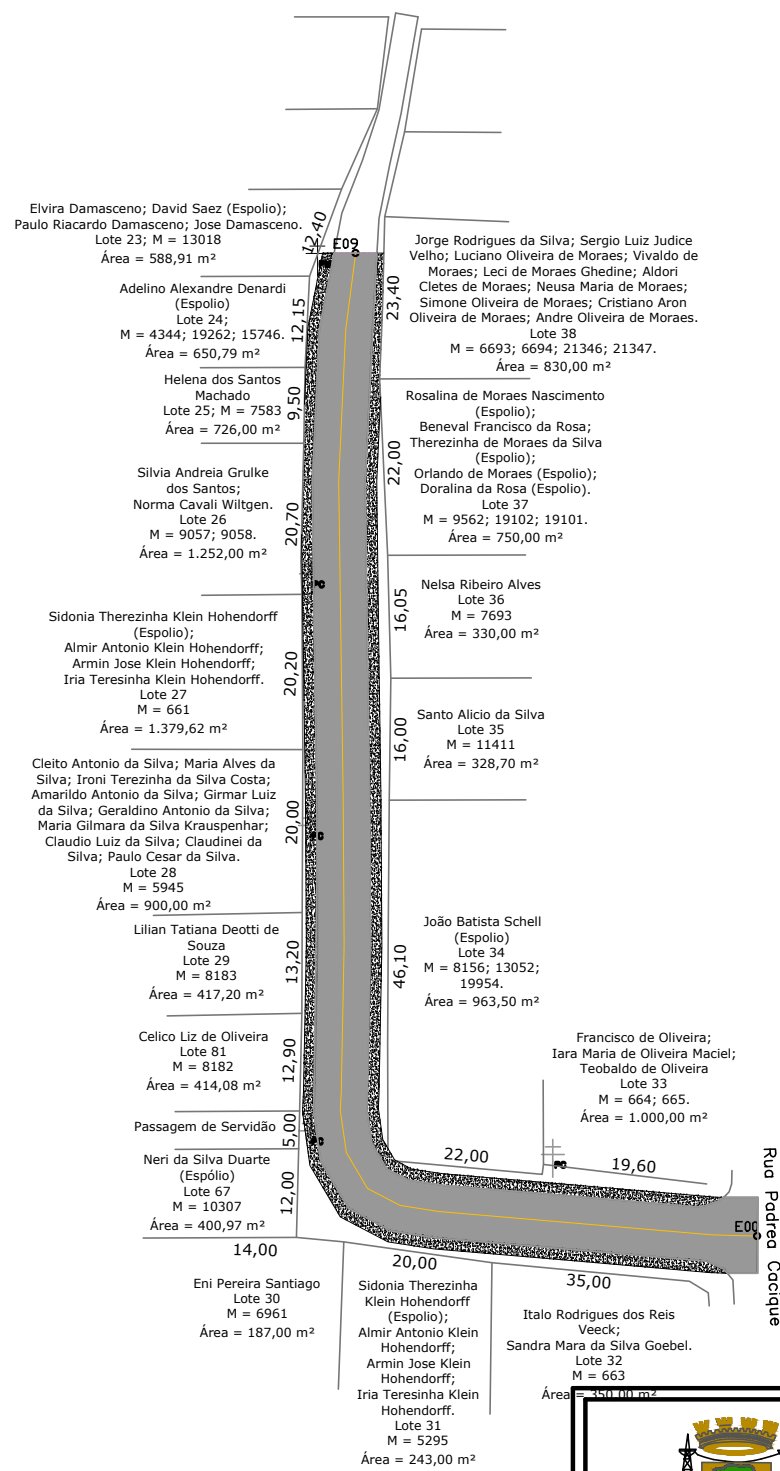 Elvira Damasceno; David Saez (Espolio);
Paulo Riacardo Damasceno; Jose Damasceno.
Lote 23; M = 13018
Área = 588,91 m²
12,40
E09
Jorge Rodrigues da Silva; Sergio Luiz Judice
Velho; Luciano Oliveira de Moraes; Vivaldo de
Moraes; Leci de Moraes Ghedine; Aldori
Cletes de Moraes; Neusa Maria de Moraes;
Simone Oliveira de Moraes; Cristiano Aron
Oliveira de Moraes; Andre Oliveira de Moraes.
Lote 38
M = 6693; 6694; 21346; 21347.
Área = 830,00 m²
23,40
Adelino Alexandre Denardi
(Espolio)
Lote 24;
M = 4344; 19262; 15746.
Área = 650,79 m²
12,15
Helena dos Santos
Machado
Lote 25; M = 7583
Área = 726,00 m²
9,50
Rosalina de Moraes Nascimento
(Espolio);
Beneval Francisco da Rosa;
Therezinha de Moraes da Silva
(Espolio);
Orlando de Moraes (Espolio);
Doralina da Rosa (Espolio).
Lote 37
M = 9562; 19102; 19101.
Área = 750,00 m²
22,00
Silvia Andreia Grulke
dos Santos;
Norma Cavali Wiltgen.
Lote 26
M = 9057; 9058.
Área = 1.252,00 m²
20,70
Nelsa Ribeiro Alves
Lote 36
M = 7693
Área = 330,00 m²
16,05
Sidonia Therezinha Klein Hohendorff
(Espolio);
Almir Antonio Klein Hohendorff;
Armin Jose Klein Hohendorff;
Iria Teresinha Klein Hohendorff.
Lote 27
M = 661
Área = 1.379,62 m²
20,20
Santo Alicio da Silva
Lote 35
M = 11411
Área = 328,70 m²
16,00
Cleito Antonio da Silva; Maria Alves da
Silva; Ironi Terezinha da Silva Costa;
Amarildo Antonio da Silva; Girmar Luiz
da Silva; Geraldino Antonio da Silva;
Maria Gilmara da Silva Krauspenhar;
Claudio Luiz da Silva; Claudinei da
Silva; Paulo Cesar da Silva.
Lote 28
M = 5945
Área = 900,00 m²
20,00
João Batista Schell
(Espolio)
Lote 34
M = 8156; 13052;
19954.
Área = 963,50 m²
46,10
Lilian Tatiana Deotti de
Souza
Lote 29
M = 8183
Área = 417,20 m²
13,20
Celico Liz de Oliveira
Lote 81
M = 8182
Área = 414,08 m²
12,90
Francisco de Oliveira;
Iara Maria de Oliveira Maciel;
Teobaldo de Oliveira
Lote 33
M = 664; 665.
Área = 1.000,00 m²
Passagem de Servidão
5,00
22,00
19,60
Rua Padrea Cacique
Neri da Silva Duarte
(Espólio)
Lote 67
M = 10307
Área = 400,97 m²
12,00
E00
14,00
20,00
35,00
Eni Pereira Santiago
Lote 30
M = 6961
Área = 187,00 m²
Sidonia Therezinha
Klein Hohendorff
(Espolio);
Almir Antonio Klein
Hohendorff;
Armin Jose Klein
Hohendorff;
Iria Teresinha Klein
Hohendorff.
Lote 31
M = 5295
Área = 243,00 m²
Italo Rodrigues dos Reis
Veeck;
Sandra Mara da Silva Goebel.
Lote 32
M = 663
Área = 350,00 m²